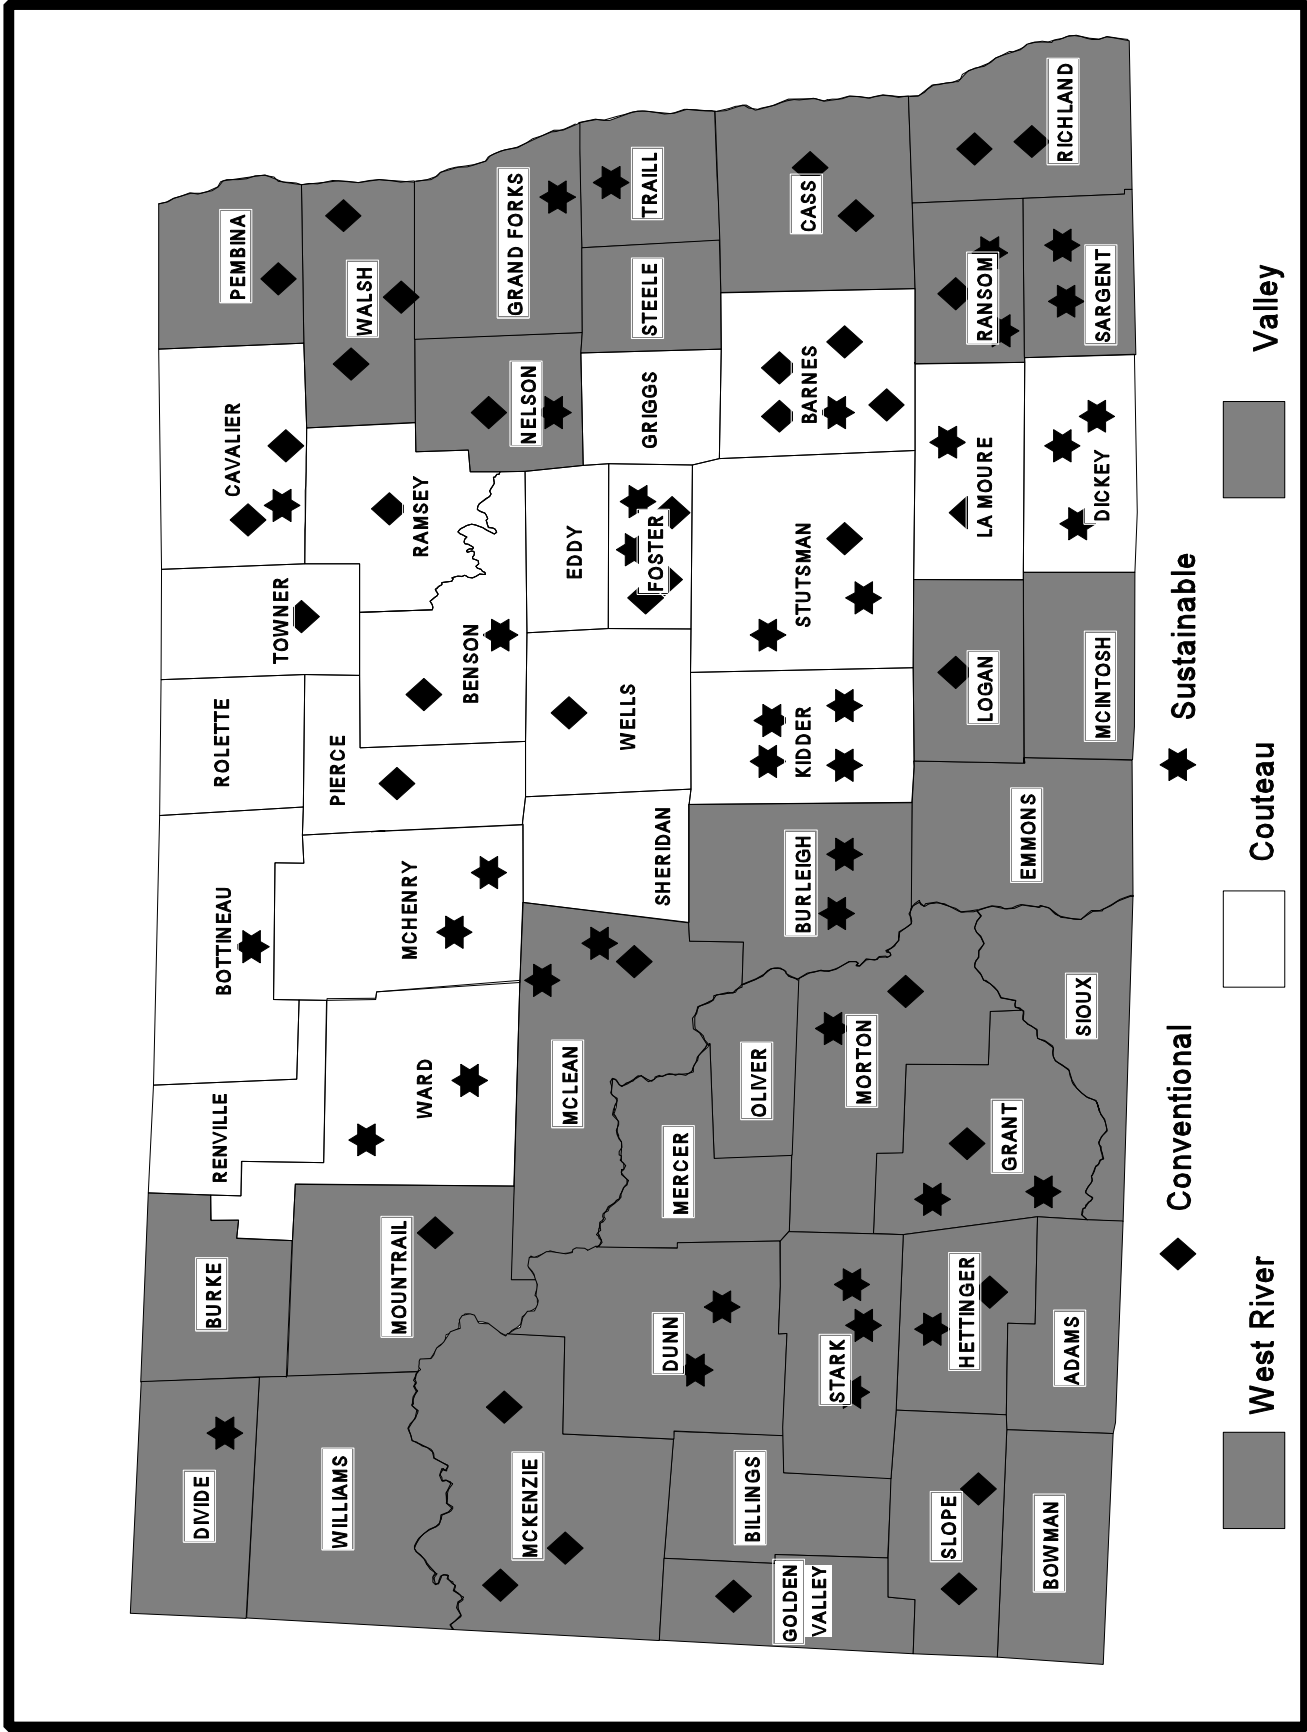 DIVIDE
BURKE
RENVILLE
BOTTINEAU
ROLETTE
TOWNER
CAVALIER
PEMBINA
WILLIAMS
MOUNTRAIL
WARD
MCHENRY
PIERCE
BENSON
RAMSEY
WALSH
MCKENZIE
MCLEAN
SHERIDAN
WELLS
EDDY
FOSTER
NELSON
GRAND FORKS
GRIGGS
STEELE
TRAILL
DUNN
MERCER
OLIVER
GOLDEN
VALLEY
BILLINGS
STARK
MORTON
BURLEIGH
KIDDER
STUTSMAN
BARNES
CASS
SLOPE
HETTINGER
GRANT
BOWMAN
ADAMS
SIOUX
EMMONS
LOGAN
MCINTOSH
LA MOURE
DICKEY
RANSOM
SARGENT
RICHLAND
Conventional
Sustainable
West River
Couteau
Valley